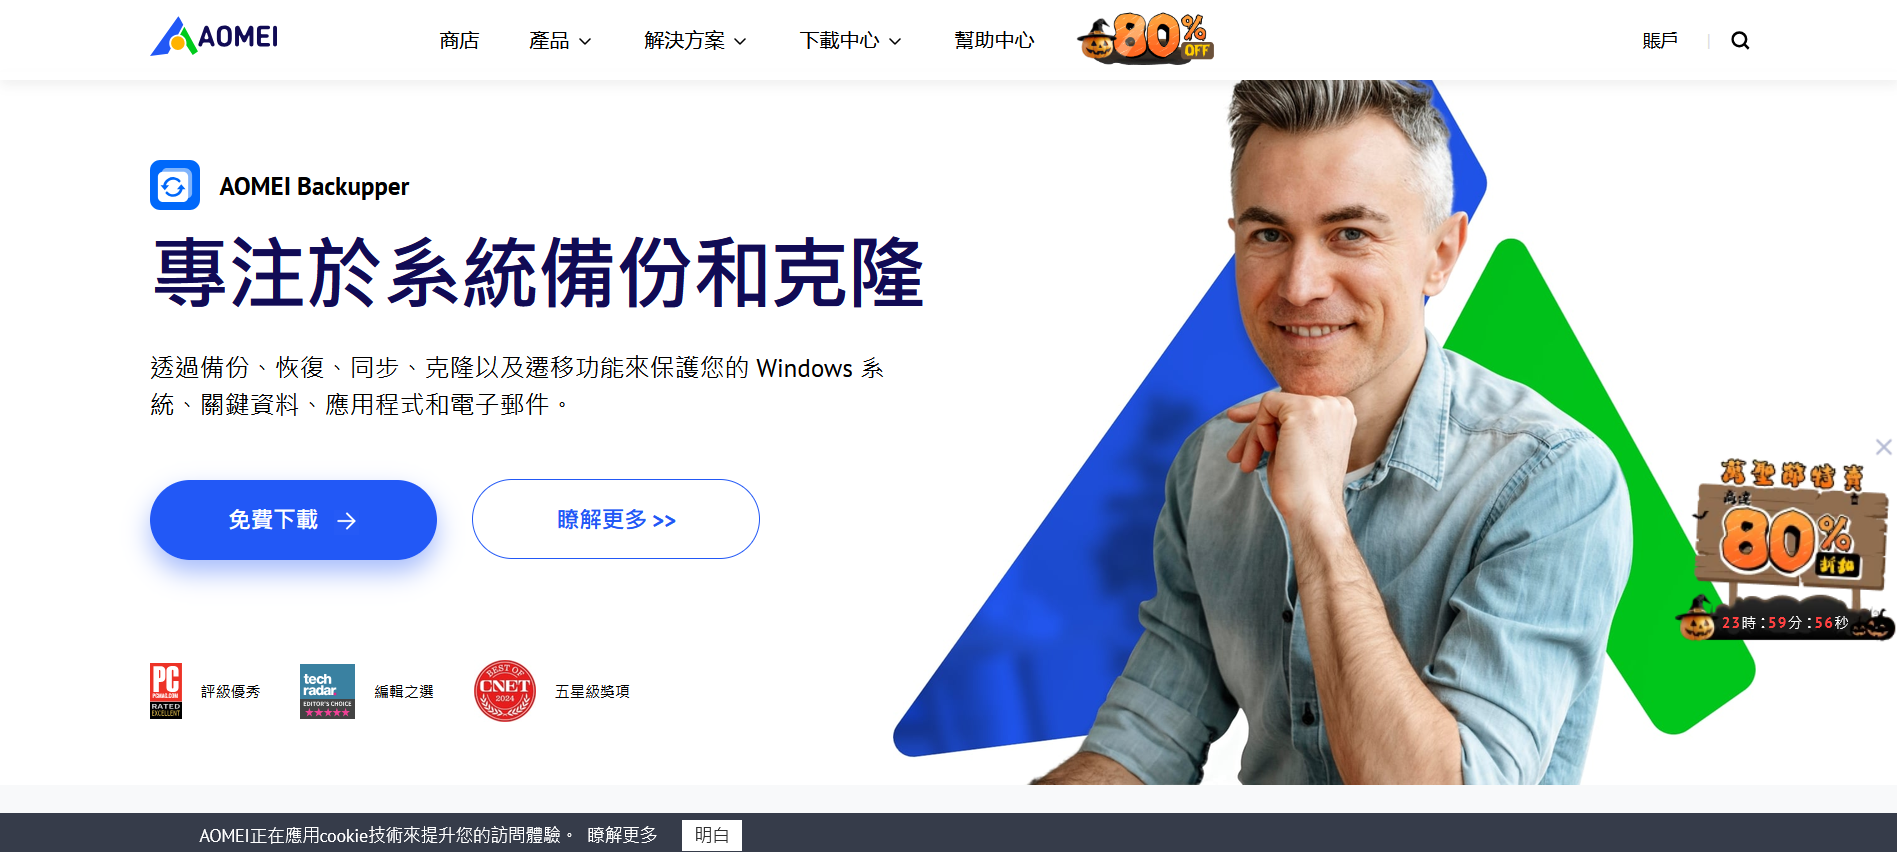 AOMEI
商店
產品
解決方案
下載中心
幫助中心
80% OFF
賬戶
AOMEI Backupper
專注於系統備份和克隆
透過備份、恢復、同步、克隆以及遷移功能來保護您的 Windows 系
統、關鍵資料、應用程式和電子郵件。
免費下載
瞭解更多 >>
萬聖節特賣
高達
80%
折扣
23時:59分:56秒
PC
PCMAG.COM
RATED
EXCELLENT
評級優秀
tech
radar
EDITOR'S CHOICE
編輯之選
BEST OF
CNET
2024
五星級獎項
AOMEI正在應用cookie技術來提升您的訪問體驗。 瞭解更多
明白